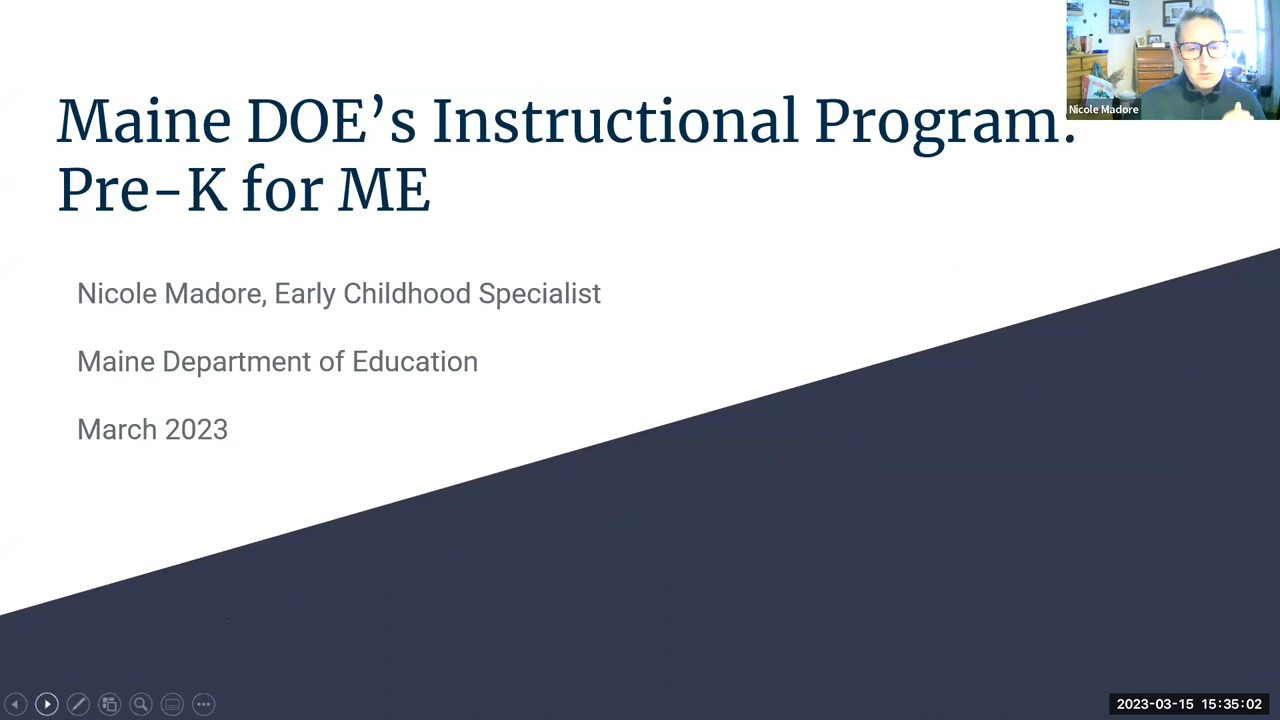 Maine DOE’s Instructional Program:
Pre-K for ME
Nicole Madore, Early Childhood Specialist
Maine Department of Education
March 2023
Nicole Madore
2023-03-15 15:35:02